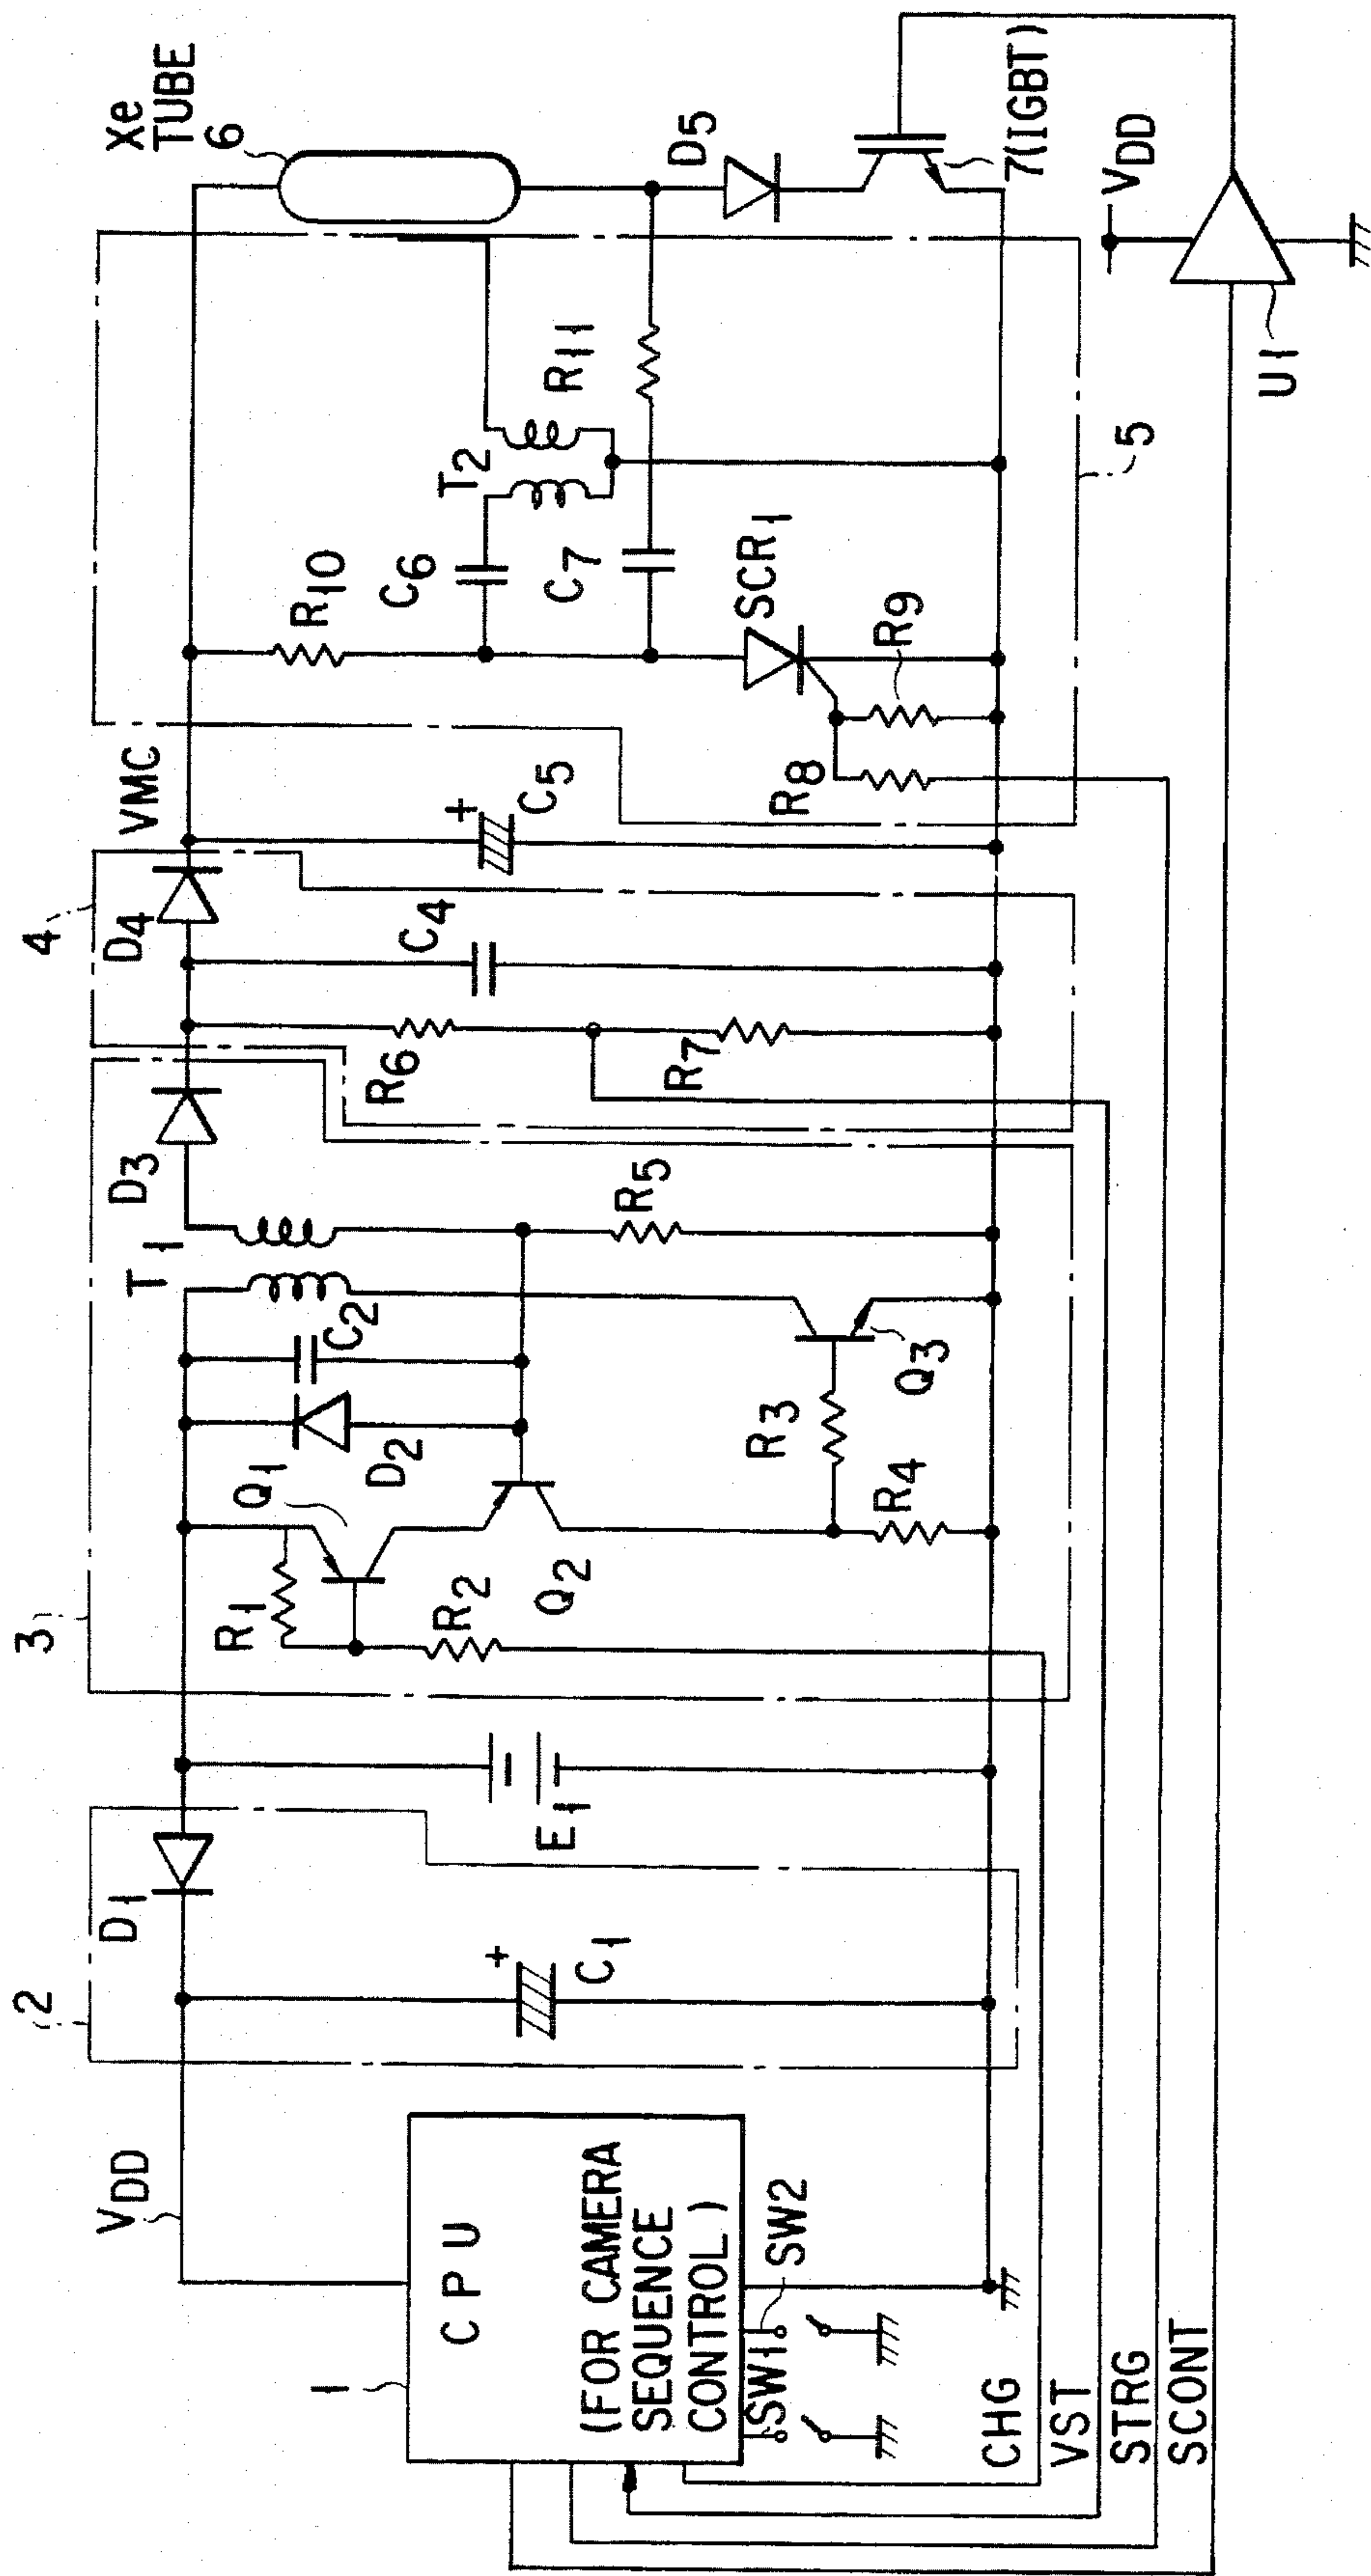 Xe
TUBE
6
D5
7(IGBT)
VDD
U1
5
T2
R11
R10
C6
C7
SCR1
R9
R8
VMC
C5
+
4
D4
C4
R6
R7
3
D3
T1
R5
C2
D2
Q1
Q2
Q3
R3
R4
R1
R2
E1
2
D1
+
C1
VDD
1
CPU
(FOR CAMERA
SEQUENCE
CONTROL)
SW1
SW2
CHG
VST
STRG
SCONT